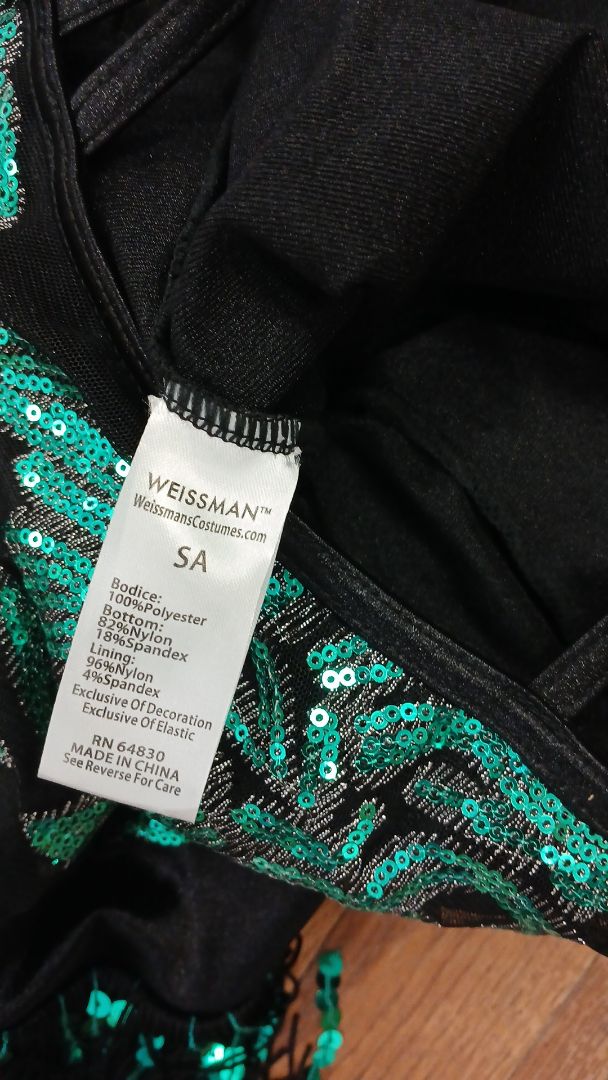 WEISSMAN™
WeissmansCostumes.com
SA
Bodice:
100%Polyester
Bottom:
82%Nylon
18%Spandex
Lining:
96%Nylon
4%Spandex
Exclusive Of Decoration
Exclusive Of Elastic
RN 64830
MADE IN CHINA
See Reverse For Care